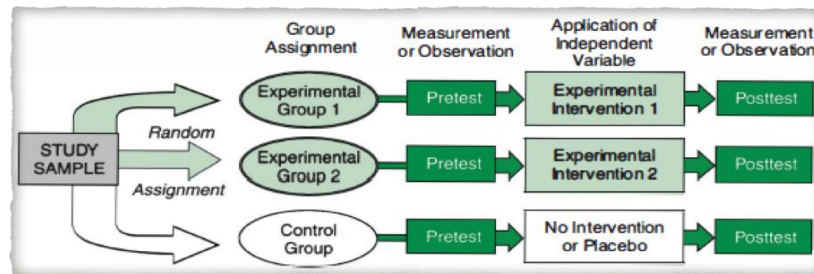 Group
Assignment
Measurement
or Observation
Application of
Independent
Variable
Measurement
or Observation
STUDY
SAMPLE
Random
Assignment
Experimental
Group 1
Pretest
Experimental
Intervention 1
Posttest
Experimental
Group 2
Pretest
Experimental
Intervention 2
Posttest
Control
Group
Pretest
No Intervention
or Placebo
Posttest